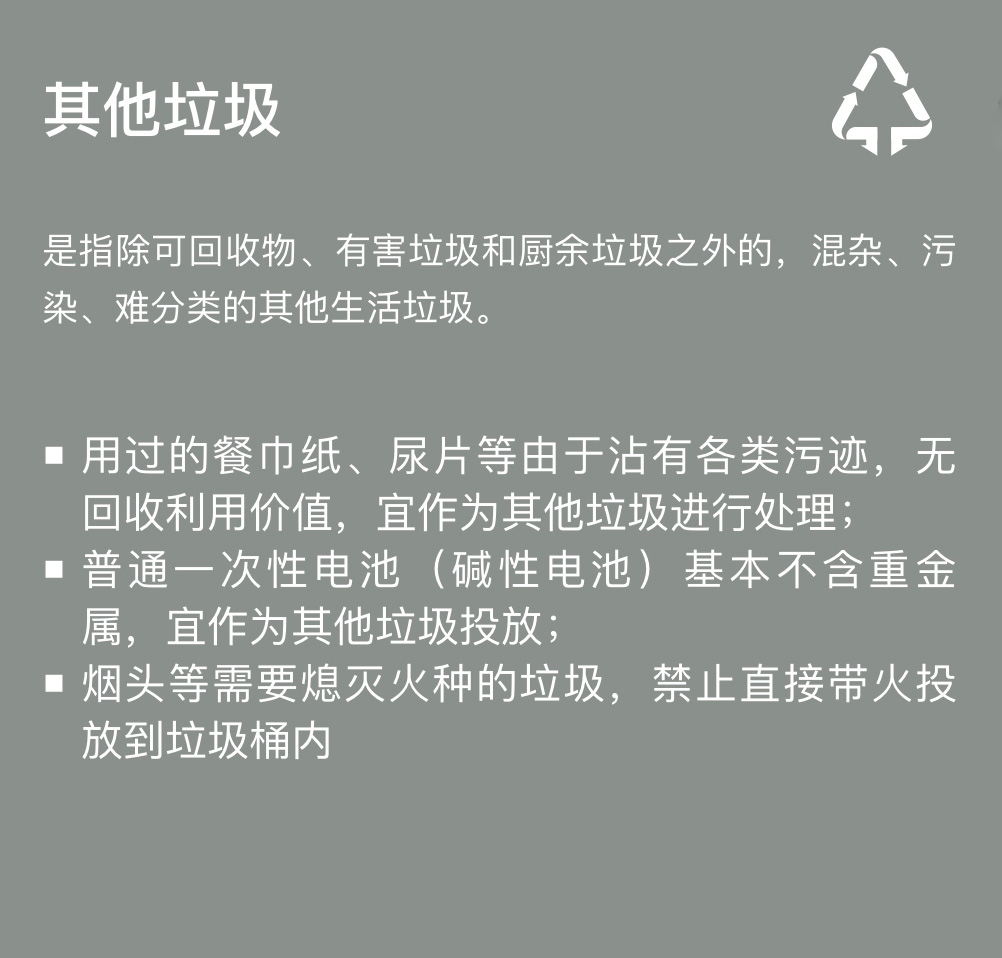 其他垃圾
是指除可回收物、有害垃圾和厨余垃圾之外的，混杂、污
染、难分类的其他生活垃圾。
▪ 用过的餐巾纸、尿片等由于沾有各类污迹，无
回收利用价值，宜作为其他垃圾进行处理；
▪ 普通一次性电池（碱性电池）基本不含重金
属，宜作为其他垃圾投放；
▪ 烟头等需要熄灭火种的垃圾，禁止直接带火投
放到垃圾桶内